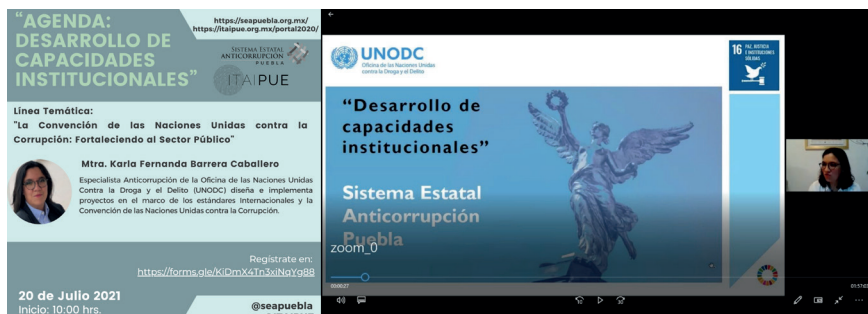 "AGENDA:
DESARROLLO DE
CAPACIDADES
INSTITUCIONALES"
https://seapuebla.org.mx/
https://itaipue.org.mx/portal2020/
SISTEMA ESTATAL
ANTICORRUPCIÓN
PUEBLA
ITAIPUE
Línea Temática:
"La Convención de las Naciones Unidas contra la
Corrupción: Fortaleciendo al Sector Público"
Mtra. Karla Fernanda Barrera Caballero
Especialista Anticorrupción de la Oficina de las Naciones Unidas
Contra la Droga y el Delito (UNODC) diseña e implementa
proyectos en el marco de los estándares Internacionales y la
Convención de las Naciones Unidas contra la Corrupción.
Regístrate en:
https://forms.gle/KiDmX4Tn3xiNqYg88
20 de Julio 2021
Inicio: 10:00 hrs.
@seapuebla
UNODC
Oficina de las Naciones Unidas
contra la Droga y el Delito
16 PAZ, JUSTICIA
E INSTITUCIONES
SÓLIDAS
"Desarrollo de
capacidades
institucionales"
Sistema Estatal
Anticorrupción
Puebla
zoom_0
00:00:27
10
30